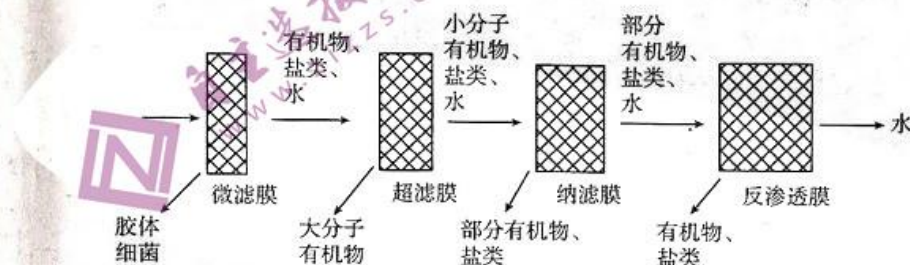 有机物、
盐类、
水
小分子
有机物、
盐类、
水
部分
有机物、
盐类、
水
水
微滤膜
超滤膜
纳滤膜
反渗透膜
胶体
细菌
大分子
有机物
部分有机物、
盐类
有机物、
盐类